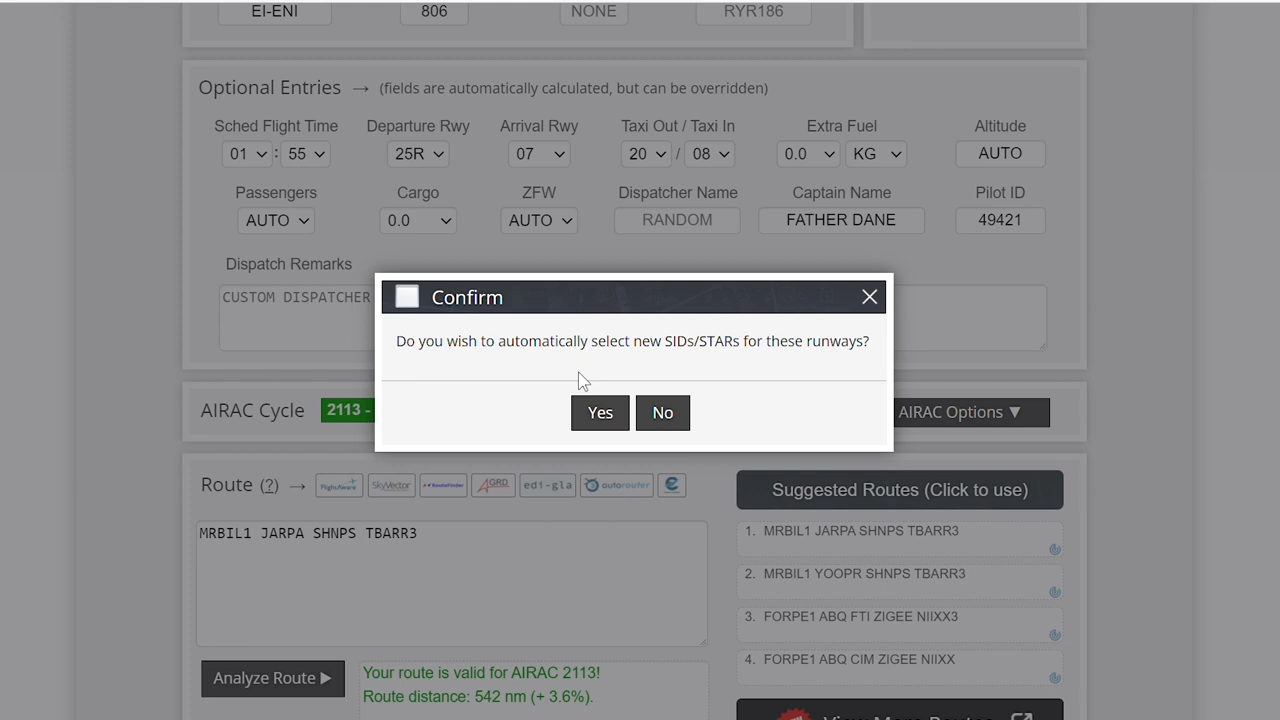 EI-ENI 806 NONE RYR186
Optional Entries → (fields are automatically calculated, but can be overridden)
Sched Flight Time Departure Rwy Arrival Rwy Taxi Out / Taxi In Extra Fuel Altitude
01 : 55 25R 07 20 / 08 0.0 KG AUTO
Passengers Cargo ZFW Dispatcher Name Captain Name Pilot ID
AUTO 0.0 AUTO RANDOM FATHER DANE 49421
Dispatch Remarks
CUSTOM DISPATCHER
Confirm
Do you wish to automatically select new SIDs/STARs for these runways?
Yes No
AIRAC Cycle 2113 - AIRAC Options ▼
Route (?) → FlightAware SkyVector RouteFinder AGRD edi-gla autorouter
MRBIL1 JARPA SHNPS TBARR3
Analyze Route ▶
Your route is valid for AIRAC 2113!
Route distance: 542 nm (+ 3.6%).
Suggested Routes (Click to use)
1. MRBIL1 JARPA SHNPS TBARR3
2. MRBIL1 YOOPR SHNPS TBARR3
3. FORPE1 ABQ FTI ZIGEE NIIXX3
4. FORPE1 ABQ CIM ZIGEE NIIXX
View More Routes